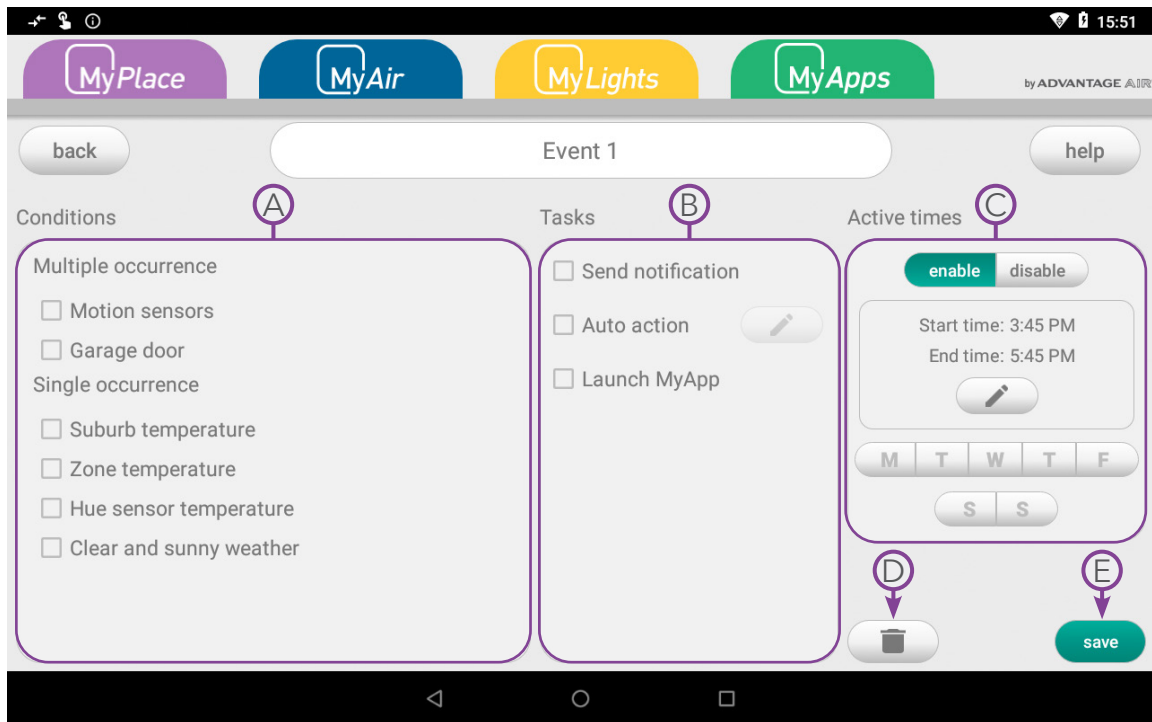 15:51
MyPlace
MyAir
MyLights
MyApps
by ADVANTAGE AIR
back
Event 1
help
Conditions
A
Tasks
B
Active times
C
Multiple occurrence
Motion sensors
Garage door
Single occurrence
Suburb temperature
Zone temperature
Hue sensor temperature
Clear and sunny weather
Send notification
Auto action
Launch MyApp
enable disable
Start time: 3:45 PM
End time: 5:45 PM
M T W T F
S S
D
E
save